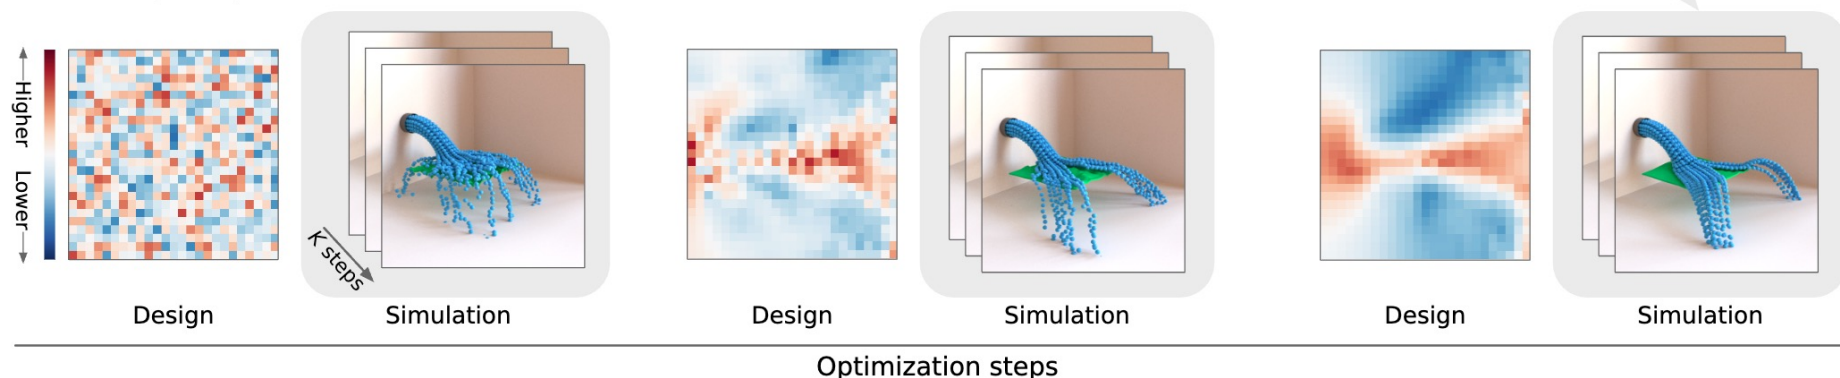 Higher
Lower
K steps
Design
Simulation
Design
Simulation
Design
Simulation
Optimization steps